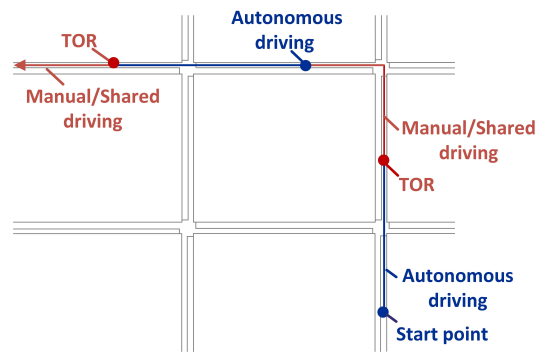 Autonomous
driving
TOR
Manual/Shared
driving
Manual/Shared
driving
TOR
Autonomous
driving
Start point